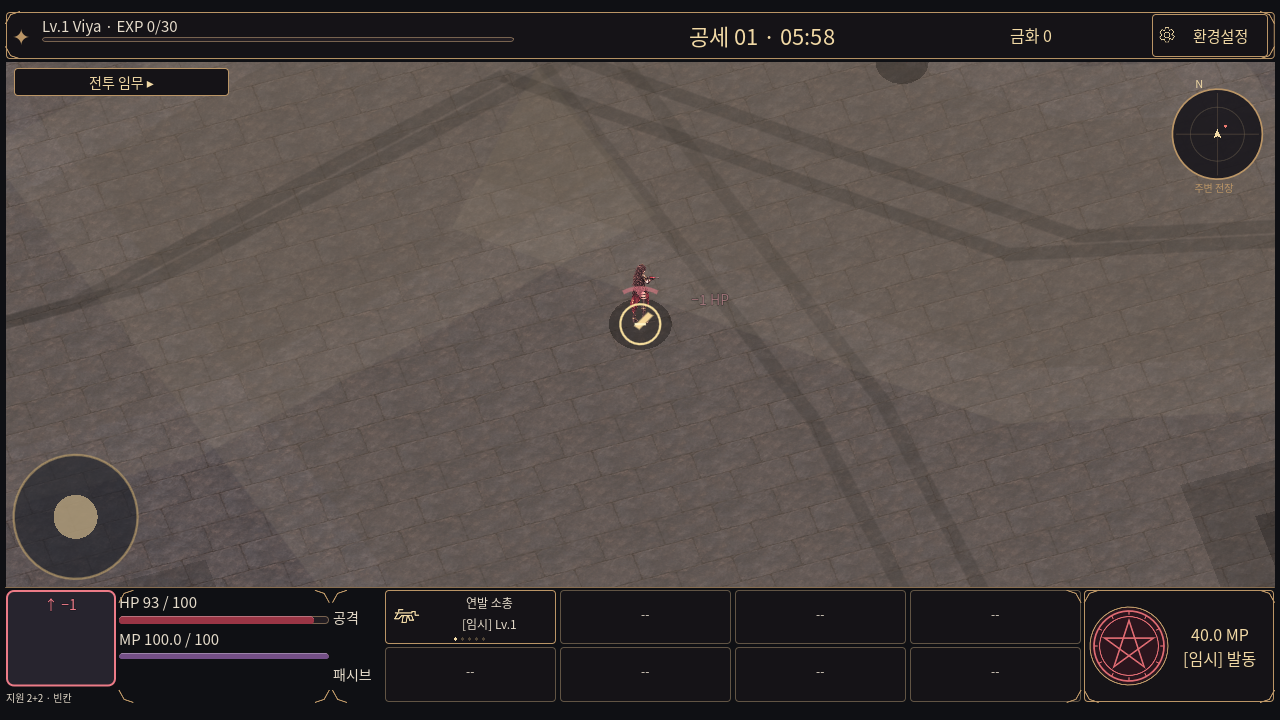 Lv.1 Viya · EXP 0/30
공세 01 · 05:58
금화 0
환경설정
전투 임무 ▸
N
주변 전장
-1 HP
↑ −1
HP 93 / 100
MP 100.0 / 100
지원 2+2 · 빈칸
공격
패시브
연발 소총
[임시] Lv.1
--
--
--
--
--
--
--
40.0 MP
[임시] 발동